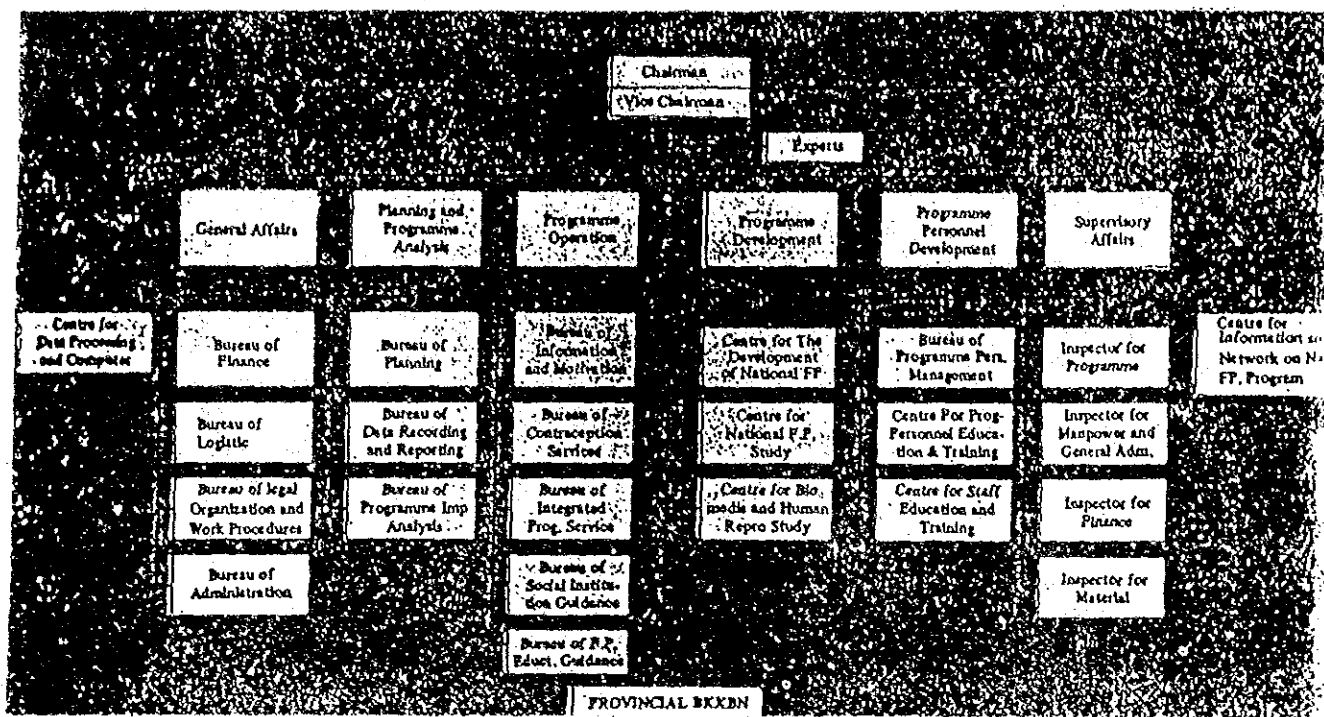 Chairman
Vice Chairman
Experts
General Affairs
Planning and
Programme
Analysis
Programme
Operation
Programme
Development
Programme
Personnel
Development
Supervisory
Affairs
Centre for
Data Processing
and Computer
Bureau of
Finance
Bureau of
Planning
Bureau of
Information
and Motivation
Centre for The
Development
of National FP
Bureau of
Programme Pers.
Management
Inspector for
Programme
Centre for
Information
Network on
FP. Program
Bureau of
Logistic
Bureau of
Data Recording
and Reporting
Bureau of
Contraception
Services
Centre for
National F.P.
Study
Centre For Prog-
Personnel Educa-
tion & Training
Inspector for
Manpower and
General Adm.
Bureau of legal
Organization and
Work Procedures
Bureau of
Programme Imp
Analysis
Bureau of
Integrated
Prog. Service
Centre for Bio
medic and Human
Repro Study
Centre for Staff
Education and
Training
Inspector for
Finance
Bureau of
Administration
Bureau of
Social Institu-
tion Guidance
Inspector for
Material
Bureau of F.P.
Educt. Guidance
PROVINCIAL BKKBN